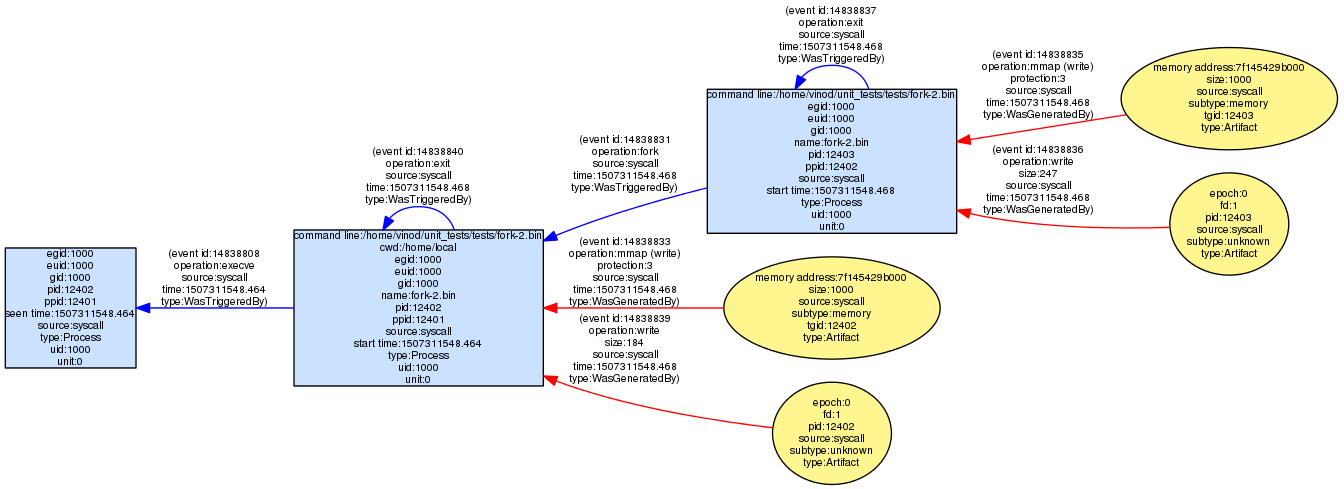 (event id:14838837
operation:exit
source:syscall
time:1507311548.468
type:WasTriggeredBy)
command line:/home/vinod/unit_tests/tests/fork-2.bin
egid:1000
euid:1000
gid:1000
name:fork-2.bin
pid:12403
ppid:12402
source:syscall
start time:1507311548.468
type:Process
uid:1000
unit:0
(event id:14838835
operation:mmap (write)
protection:3
source:syscall
time:1507311548.468
type:WasGeneratedBy)
memory address:7f145429b000
size:1000
source:syscall
subtype:memory
tgid:12403
type:Artifact
(event id:14838836
operation:write
size:247
source:syscall
time:1507311548.468
type:WasGeneratedBy)
epoch:0
fd:1
pid:12403
source:syscall
subtype:unknown
type:Artifact
(event id:14838831
operation:fork
source:syscall
time:1507311548.468
type:WasTriggeredBy)
(event id:14838840
operation:exit
source:syscall
time:1507311548.468
type:WasTriggeredBy)
command line:/home/vinod/unit_tests/tests/fork-2.bin
cwd:/home/local
egid:1000
euid:1000
gid:1000
name:fork-2.bin
pid:12402
ppid:12401
source:syscall
start time:1507311548.464
type:Process
uid:1000
unit:0
(event id:14838833
operation:mmap (write)
protection:3
source:syscall
time:1507311548.468
type:WasGeneratedBy)
memory address:7f145429b000
size:1000
source:syscall
subtype:memory
tgid:12402
type:Artifact
(event id:14838839
operation:write
size:184
source:syscall
time:1507311548.468
type:WasGeneratedBy)
epoch:0
fd:1
pid:12402
source:syscall
subtype:unknown
type:Artifact
(event id:14838808
operation:execve
source:syscall
time:1507311548.464
type:WasTriggeredBy)
egid:1000
euid:1000
gid:1000
pid:12402
ppid:12401
seen time:1507311548.464
source:syscall
type:Process
uid:1000
unit:0